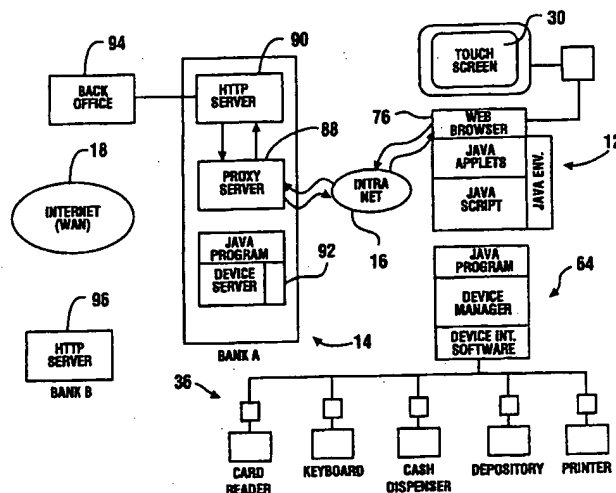 94
BACK
OFFICE
90
HTTP
SERVER
88
PROXY
SERVER
JAVA PROGRAM
DEVICE
SERVER
92
BANK A
14
18
INTERNET
(WAN)
96
HTTP
SERVER
BANK B
INTRA
NET
16
30
TOUCH
SCREEN
76
WEB
BROWSER
JAVA
APPLETS
JAVA
SCRIPT
JAVA ENV.
12
JAVA
PROGRAM
DEVICE
MANAGER
DEVICE INT.
SOFTWARE
64
36
CARD
READER
KEYBOARD
CASH
DISPENSER
DEPOSITORY
PRINTER